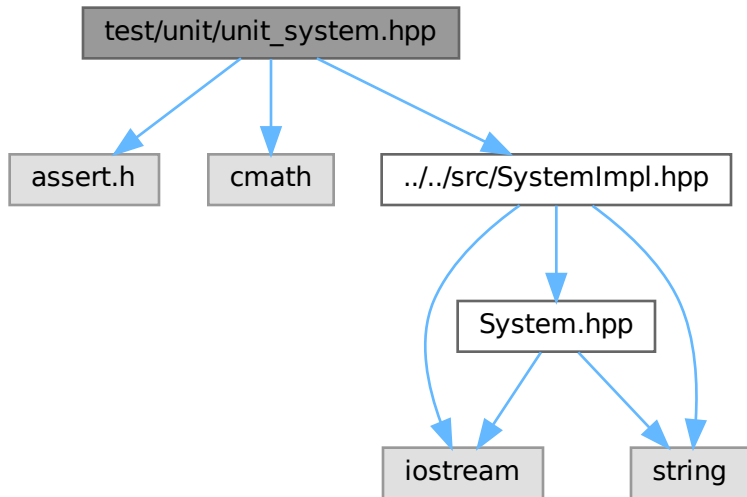 test/unit/unit_system.hpp
assert.h
cmath
../../src/SystemImpl.hpp
System.hpp
iostream
string